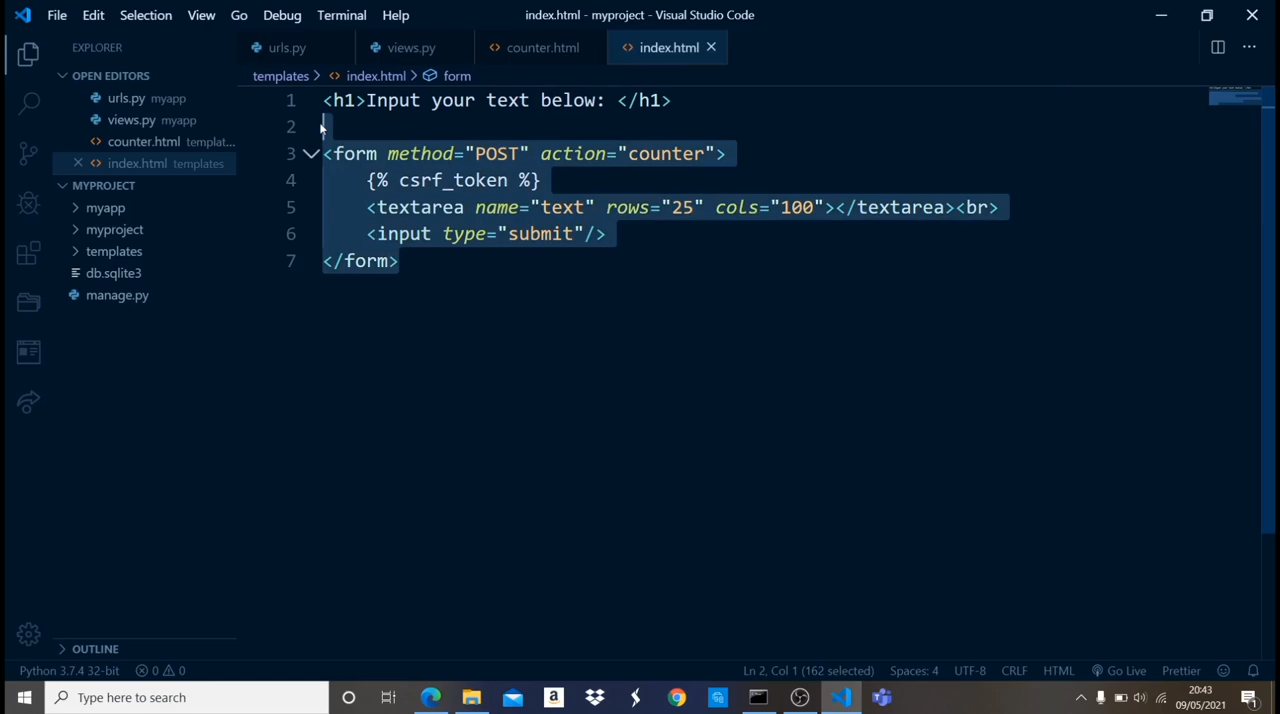 File Edit Selection View Go Debug Terminal Help index.html - myproject - Visual Studio Code
EXPLORER urls.py views.py counter.html index.html
OPEN EDITORS
templates index.html form
urls.py myapp
views.py myapp
counter.html templat...
index.html templates
MYPROJECT
myapp
myproject
templates
db.sqlite3
manage.py
OUTLINE
1 <h1>Input your text below: </h1>
2
3 <form method="POST" action="counter">
4 {% csrf_token %}
5 <textarea name="text" rows="25" cols="100"></textarea><br>
6 <input type="submit"/>
7 </form>
Python 3.7.4 32-bit 0 0 Ln 2, Col 1 (162 selected) Spaces: 4 UTF-8 CRLF HTML Go Live Prettier
Type here to search
20:43
09/05/2021
1